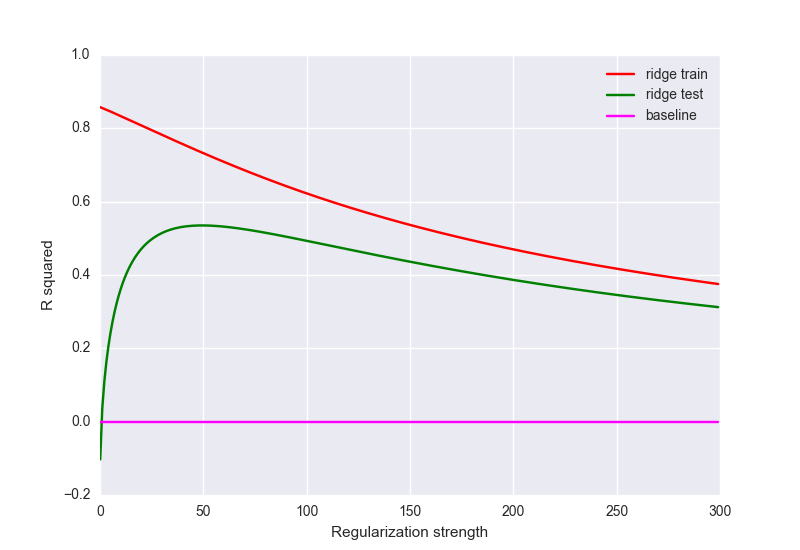 1.0
0.8
0.6
0.4
0.2
0.0
−0.2
R squared
ridge train
ridge test
baseline
0 50 100 150 200 250 300
Regularization strength